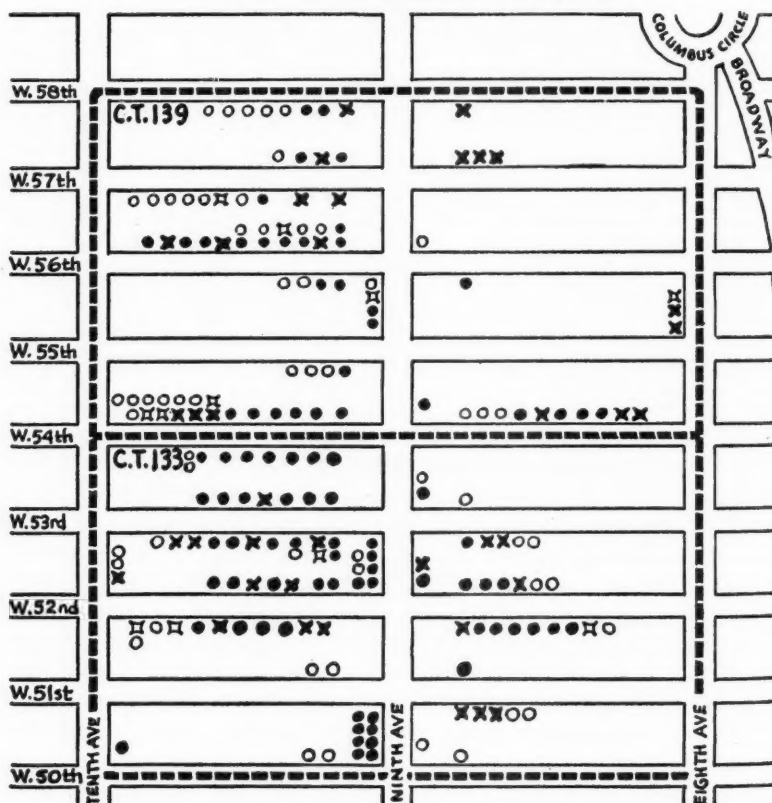 COLUMBUS CIRCLE
BROADWAY
W. 58th
C.T. 139
W. 57th
W. 56th
W. 55th
W. 54th
C.T. 133
W. 53rd
W. 52nd
W. 51st
TENTH AVE
NINTH AVE
EIGHTH AVE
W. 50th